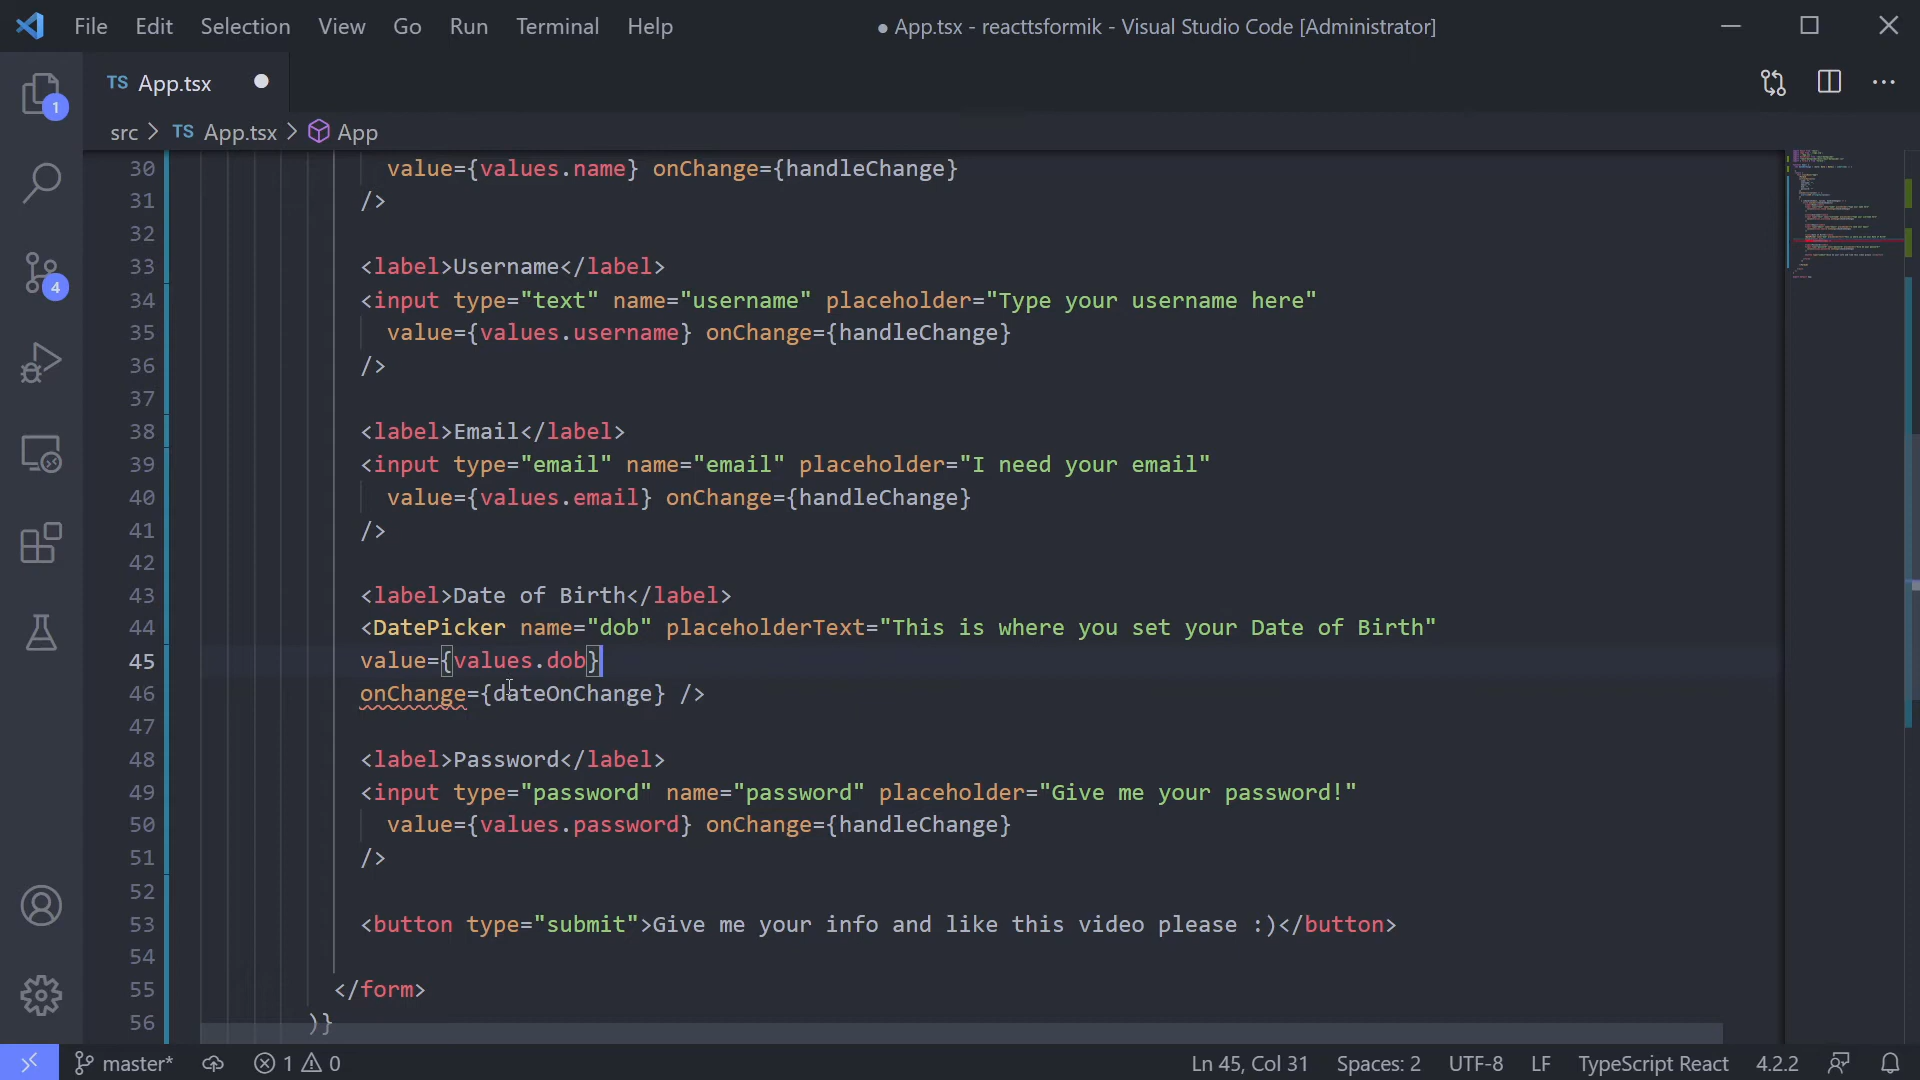 File Edit Selection View Go Run Terminal Help ● App.tsx - reacttsformik - Visual Studio Code [Administrator]
TS App.tsx
1
src > TS App.tsx > App
30 value={values.name} onChange={handleChange}
31 />
32
33 <label>Username</label>
34 <input type="text" name="username" placeholder="Type your username here"
35 value={values.username} onChange={handleChange}
4
36 />
37
38 <label>Email</label>
39 <input type="email" name="email" placeholder="I need your email"
40 value={values.email} onChange={handleChange}
41 />
42
43 <label>Date of Birth</label>
44 <DatePicker name="dob" placeholderText="This is where you set your Date of Birth"
45 value={values.dob}
46 onChange={dateOnChange} />
47
48 <label>Password</label>
49 <input type="password" name="password" placeholder="Give me your password!"
50 value={values.password} onChange={handleChange}
51 />
52
53 <button type="submit">Give me your info and like this video please :)</button>
54
55 </form>
56 )}
master* 1 0 Ln 45, Col 31 Spaces: 2 UTF-8 LF TypeScript React 4.2.2